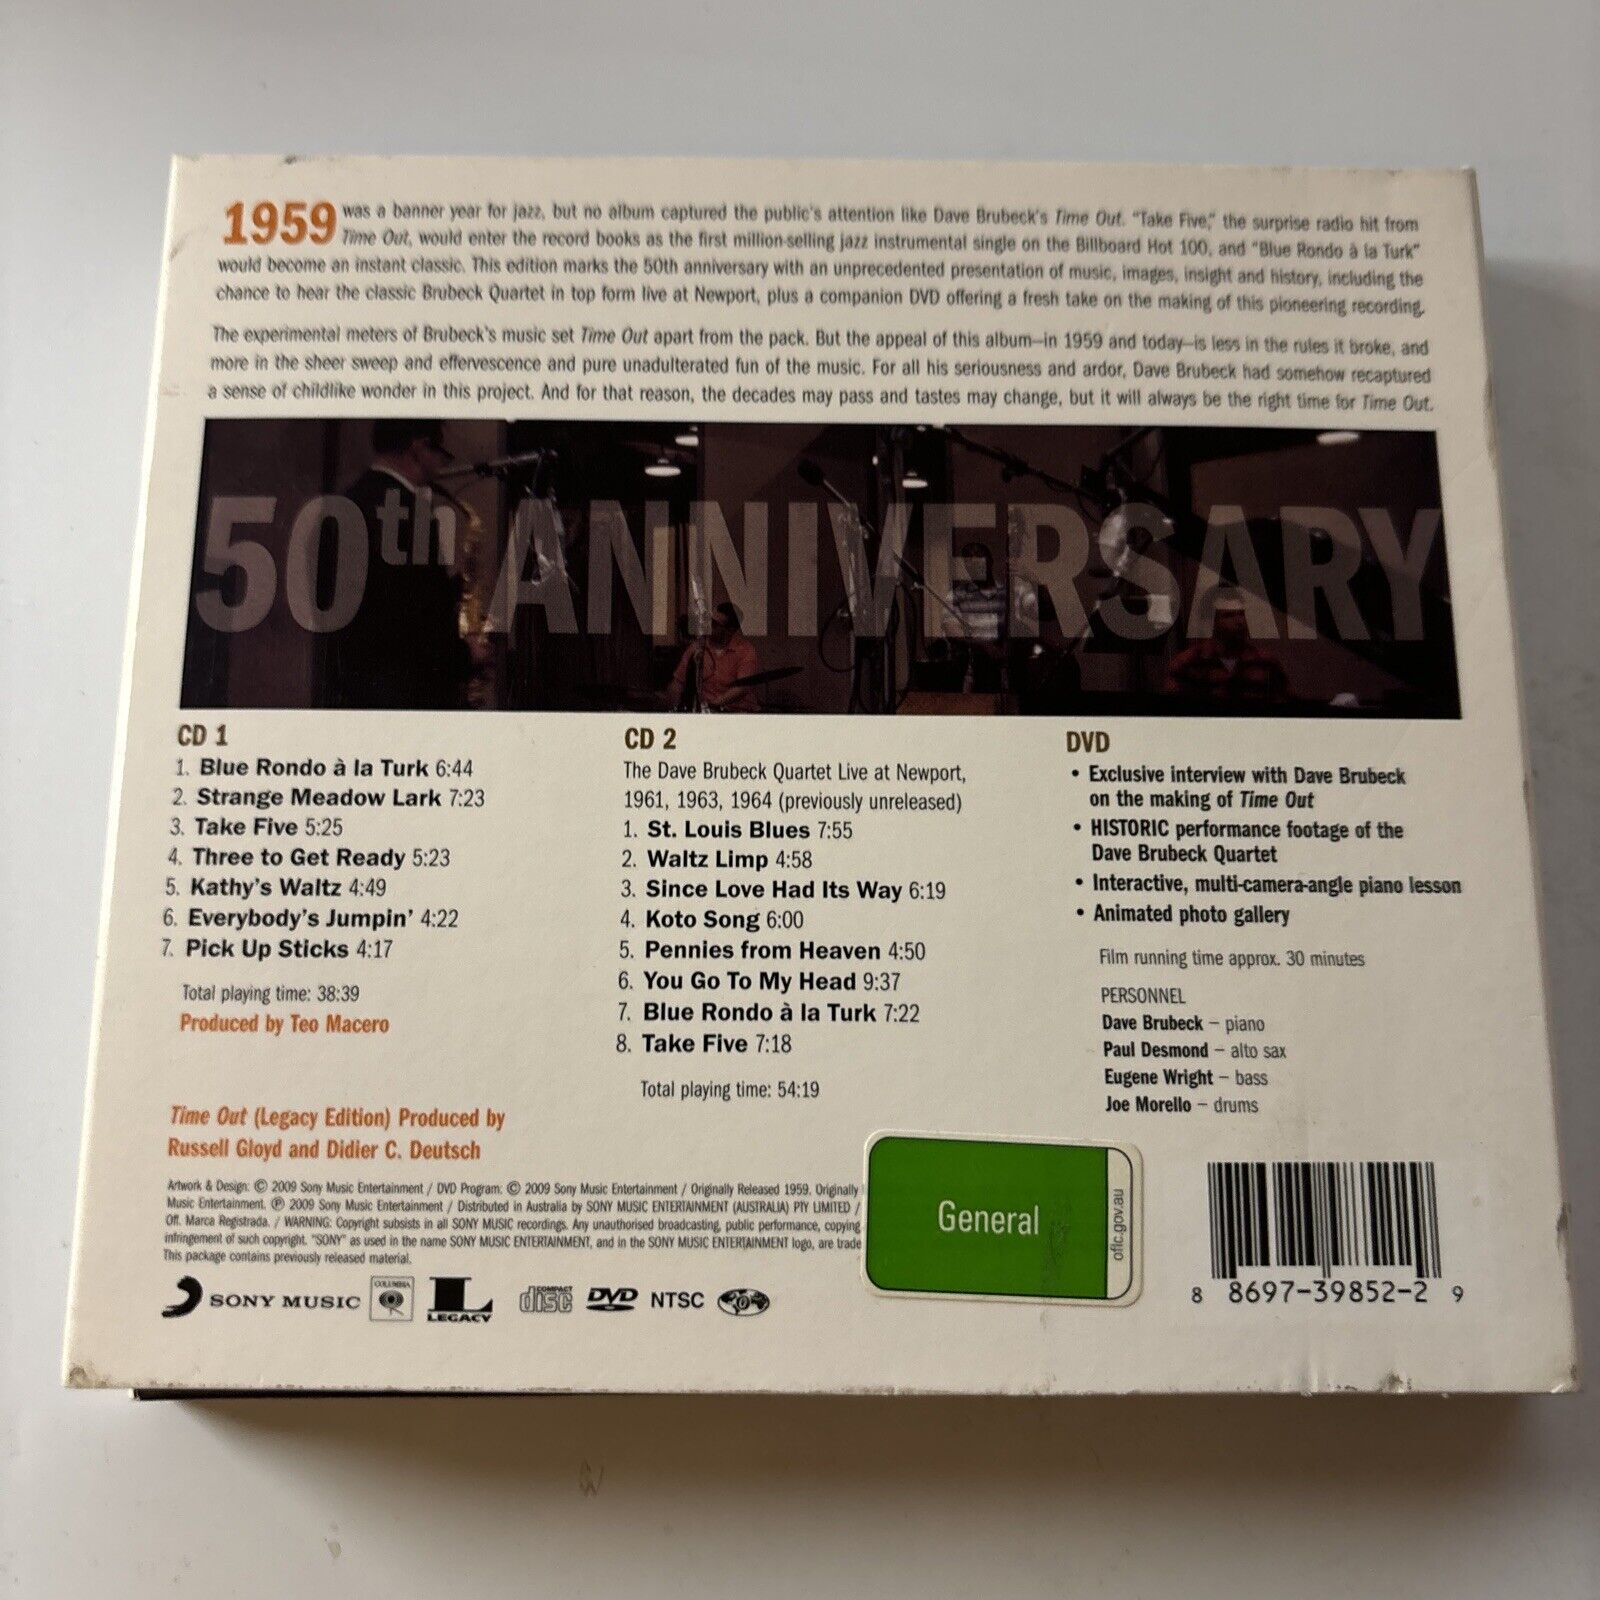 1959 was a banner year for jazz, but no album captured the public's attention like Dave Brubeck's Time Out. "Take Five," the surprise radio hit from
Time Out, would enter the record books as the first million-selling jazz instrumental single on the Billboard Hot 100, and "Blue Rondo à la Turk"
would become an instant classic. This edition marks the 50th anniversary with an unprecedented presentation of music, images, insight and history, including the
chance to hear the classic Brubeck Quartet in top form live at Newport, plus a companion DVD offering a fresh take on the making of this pioneering recording.
The experimental meters of Brubeck's music set Time Out apart from the pack. But the appeal of this album—in 1959 and today—is less in the rules it broke, and
more in the sheer sweep and effervescence and pure unadulterated fun of the music. For all his seriousness and ardor, Dave Brubeck had somehow recaptured
a sense of childlike wonder in this project. And for that reason, the decades may pass and tastes may change, but it will always be the right time for Time Out.
50th ANNIVERSARY
CD 1
1. Blue Rondo à la Turk 6:44
2. Strange Meadow Lark 7:23
3. Take Five 5:25
4. Three to Get Ready 5:23
5. Kathy's Waltz 4:49
6. Everybody's Jumpin' 4:22
7. Pick Up Sticks 4:17
Total playing time: 38:39
Produced by Teo Macero
Time Out (Legacy Edition) Produced by
Russell Gloyd and Didier C. Deutsch
CD 2
The Dave Brubeck Quartet Live at Newport,
1961, 1963, 1964 (previously unreleased)
1. St. Louis Blues 7:55
2. Waltz Limp 4:58
3. Since Love Had Its Way 6:19
4. Koto Song 6:00
5. Pennies from Heaven 4:50
6. You Go To My Head 9:37
7. Blue Rondo à la Turk 7:22
8. Take Five 7:18
Total playing time: 54:19
DVD
• Exclusive interview with Dave Brubeck
on the making of Time Out
• HISTORIC performance footage of the
Dave Brubeck Quartet
• Interactive, multi-camera-angle piano lesson
• Animated photo gallery
Film running time approx. 30 minutes
PERSONNEL
Dave Brubeck – piano
Paul Desmond – alto sax
Eugene Wright – bass
Joe Morello – drums
Artwork & Design: © 2009 Sony Music Entertainment / DVD Program: © 2009 Sony Music Entertainment / Originally Released 1959. Originally
Music Entertainment. ℗ 2009 Sony Music Entertainment / Distributed in Australia by SONY MUSIC ENTERTAINMENT (AUSTRALIA) PTY LIMITED /
Off. Marca Registrada. / WARNING: Copyright subsists in all SONY MUSIC recordings. Any unauthorised broadcasting, public performance, copying
infringement of such copyright. "SONY" as used in the name SONY MUSIC ENTERTAINMENT, and in the SONY MUSIC ENTERTAINMENT logo, are trade
This package contains previously released material.
SONY MUSIC COLUMBIA L LEGACY COMPACT disc DVD NTSC
General
oflc.gov.au
8 8697-39852-2 9